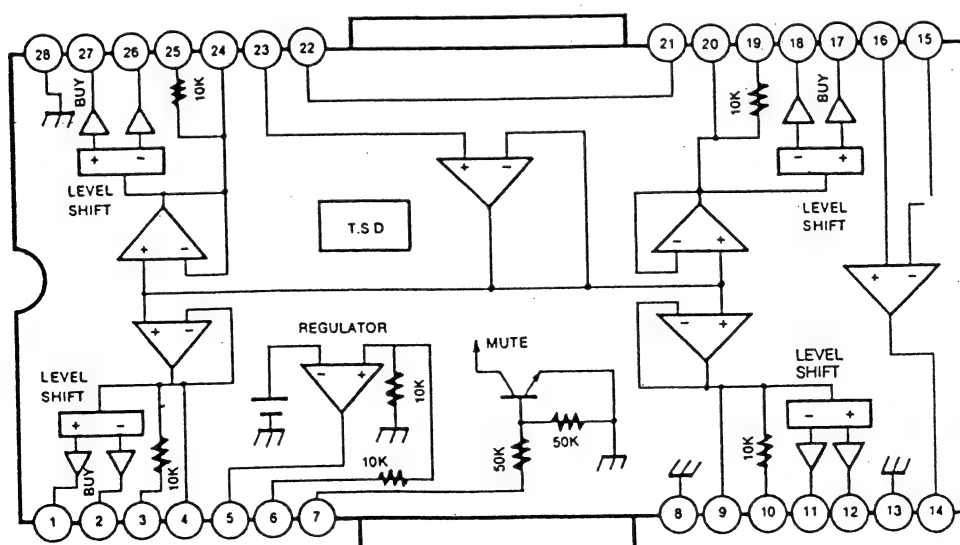 28 27 26 25 24 23 22 21 20 19 18 17 16 15
BUY 10K 10K BUY
+ - + - - +
LEVEL
SHIFT
LEVEL
SHIFT
T.S D
+ - - + + -
+ - - +
REGULATOR
MUTE
- +
LEVEL
SHIFT
10K
LEVEL
SHIFT
+ - - +
50K
BUY 10K 10K 50K 10K
1 2 3 4 5 6 7 8 9 10 11 12 13 14